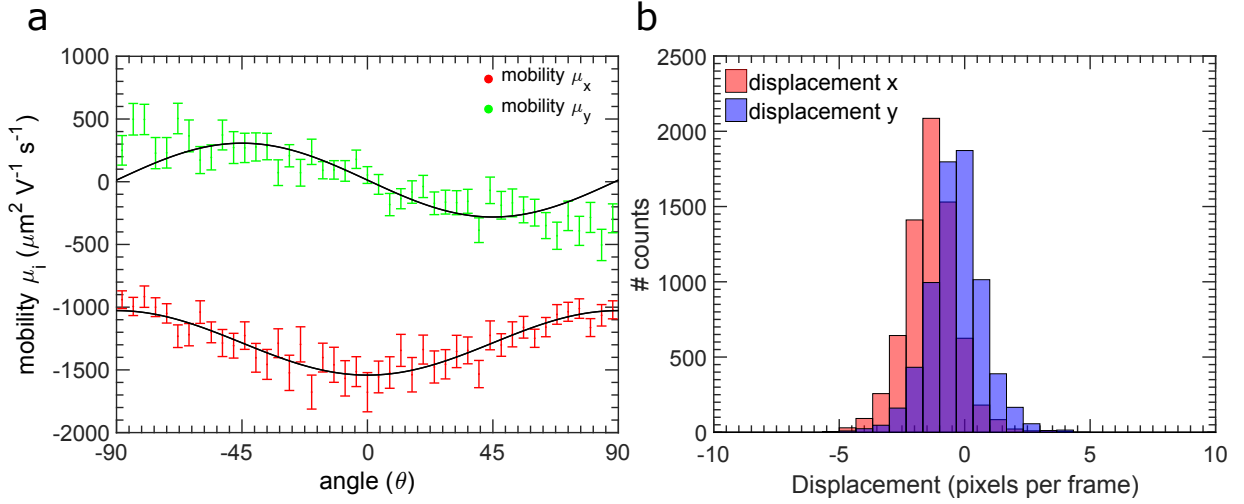 a
1000
500
0
-500
-1000
-1500
-2000
mobility μi (μm² V⁻¹ s⁻¹)
mobility μx
mobility μy
-90
-45
0
45
90
angle (θ)
b
2500
2000
1500
1000
500
0
# counts
displacement x
displacement y
-10
-5
0
5
10
Displacement (pixels per frame)